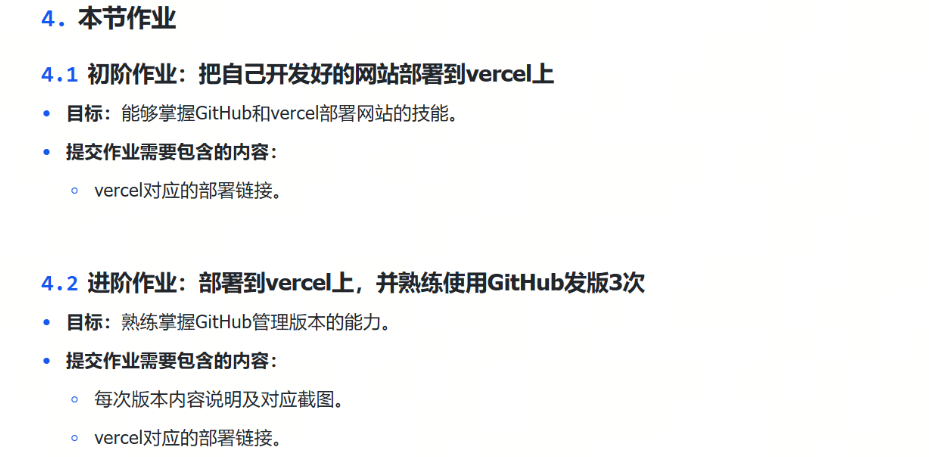 4. 本节作业
4.1 初阶作业：把自己开发好的网站部署到vercel上
• 目标：能够掌握GitHub和vercel部署网站的技能。
• 提交作业需要包含的内容：
◦ vercel对应的部署链接。
4.2 进阶作业：部署到vercel上，并熟练使用GitHub发版3次
• 目标：熟练掌握GitHub管理版本的能力。
• 提交作业需要包含的内容：
◦ 每次版本内容说明及对应截图。
◦ vercel对应的部署链接。